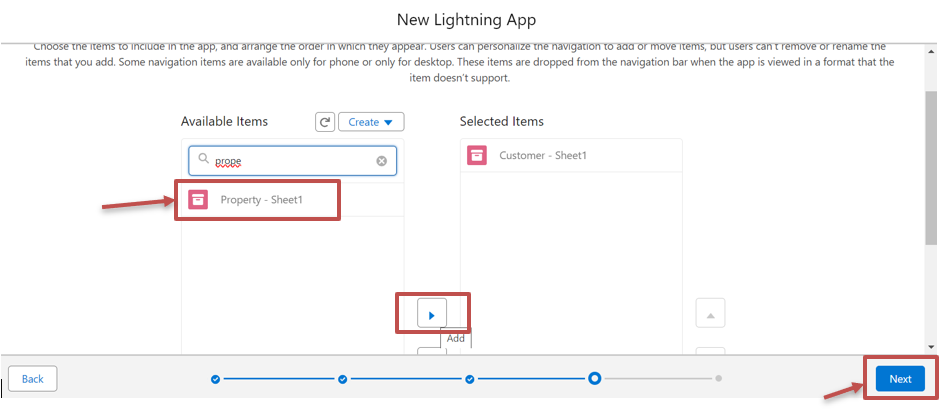 New Lightning App
Choose the items to include in the app, and arrange the order in which they appear. Users can personalize the navigation to add or move items, but users can't remove or rename the
items that you add. Some navigation items are available only for phone or only for desktop. These items are dropped from the navigation bar when the app is viewed in a format that the
item doesn't support.
Available Items
Create
Selected Items
prope
Customer - Sheet1
Property - Sheet1
Add
Back
Next